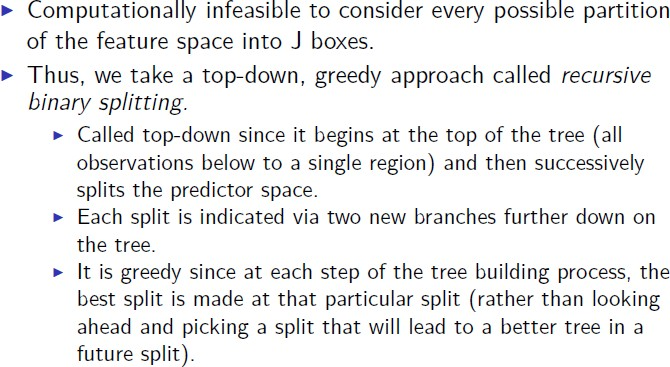 Computationally infeasible to consider every possible partition
of the feature space into J boxes.
Thus, we take a top-down, greedy approach called recursive
binary splitting.
Called top-down since it begins at the top of the tree (all
observations below to a single region) and then successively
splits the predictor space.
Each split is indicated via two new branches further down on
the tree.
It is greedy since at each step of the tree building process, the
best split is made at that particular split (rather than looking
ahead and picking a split that will lead to a better tree in a
future split).